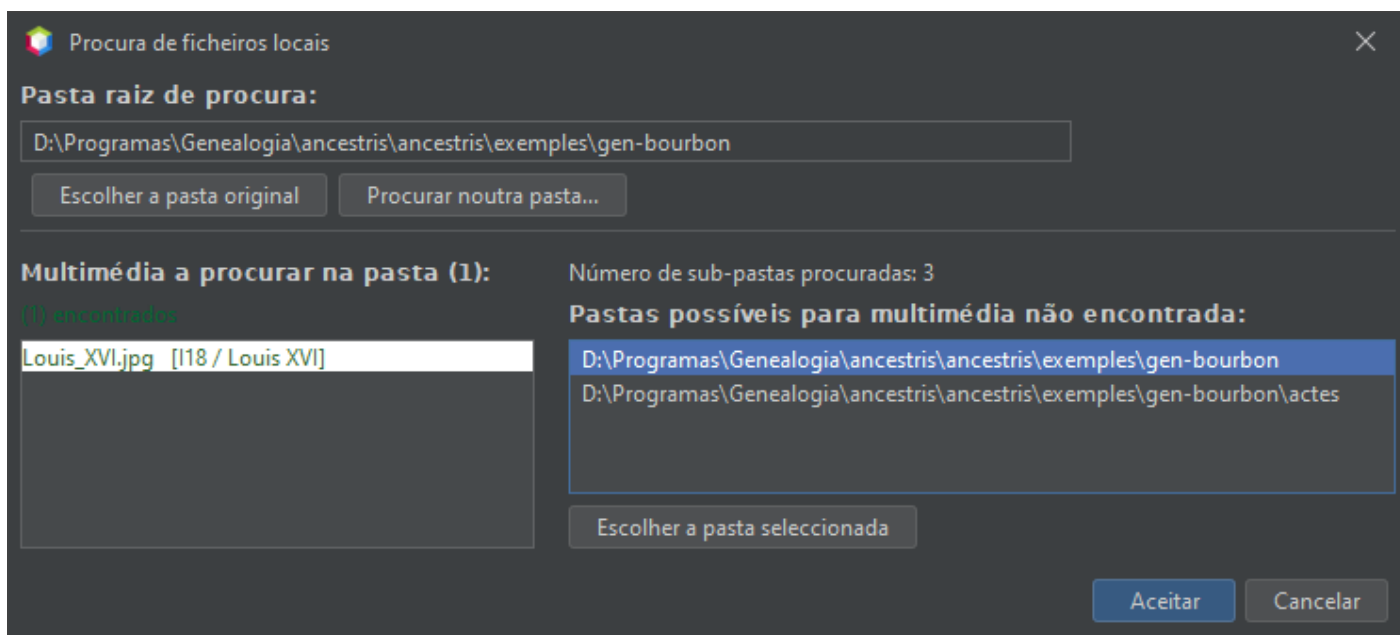 Procura de ficheiros locais
Pasta raiz de procura:
D:\Programas\Genealogia\ancestris\ancestris\exemples\gen-bourbon
Escolher a pasta original
Procurar noutra pasta...
Multimédia a procurar na pasta (1):
(1) encontrados
Louis_XVI.jpg [I18 / Louis XVI]
Número de sub-pastas procuradas: 3
Pastas possíveis para multimédia não encontrada:
D:\Programas\Genealogia\ancestris\ancestris\exemples\gen-bourbon
D:\Programas\Genealogia\ancestris\ancestris\exemples\gen-bourbon\actes
Escolher a pasta seleccionada
Aceitar
Cancelar